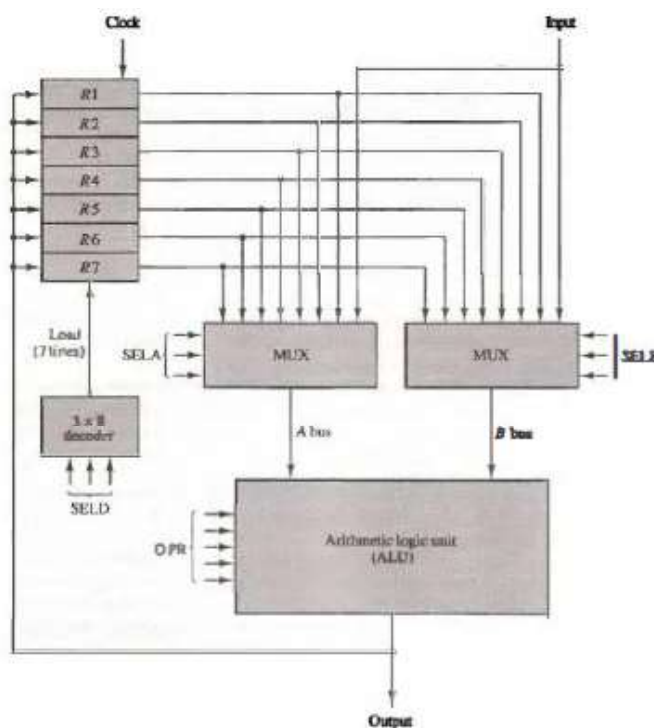 Clock
Input
R1
R2
R3
R4
R5
R6
R7
Load
(7 lines)
SELA
MUX
MUX
SELB
3 x 8
decoder
A bus
B bus
SELD
OPR
Arithmetic logic unit
(ALU)
Output